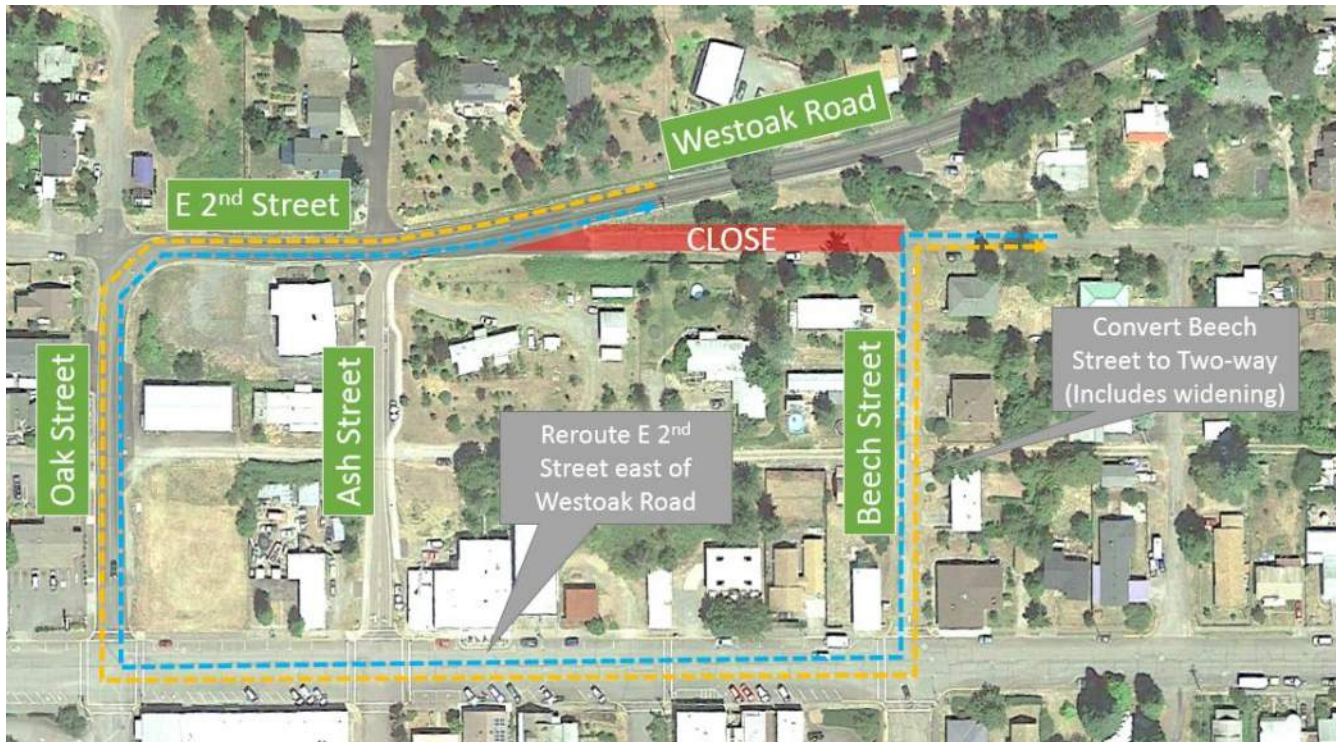 Westoak Road
E 2nd Street
CLOSE
Oak Street
Ash Street
Beech Street
Convert Beech
Street to Two-way
(Includes widening)
Reroute E 2nd
Street east of
Westoak Road